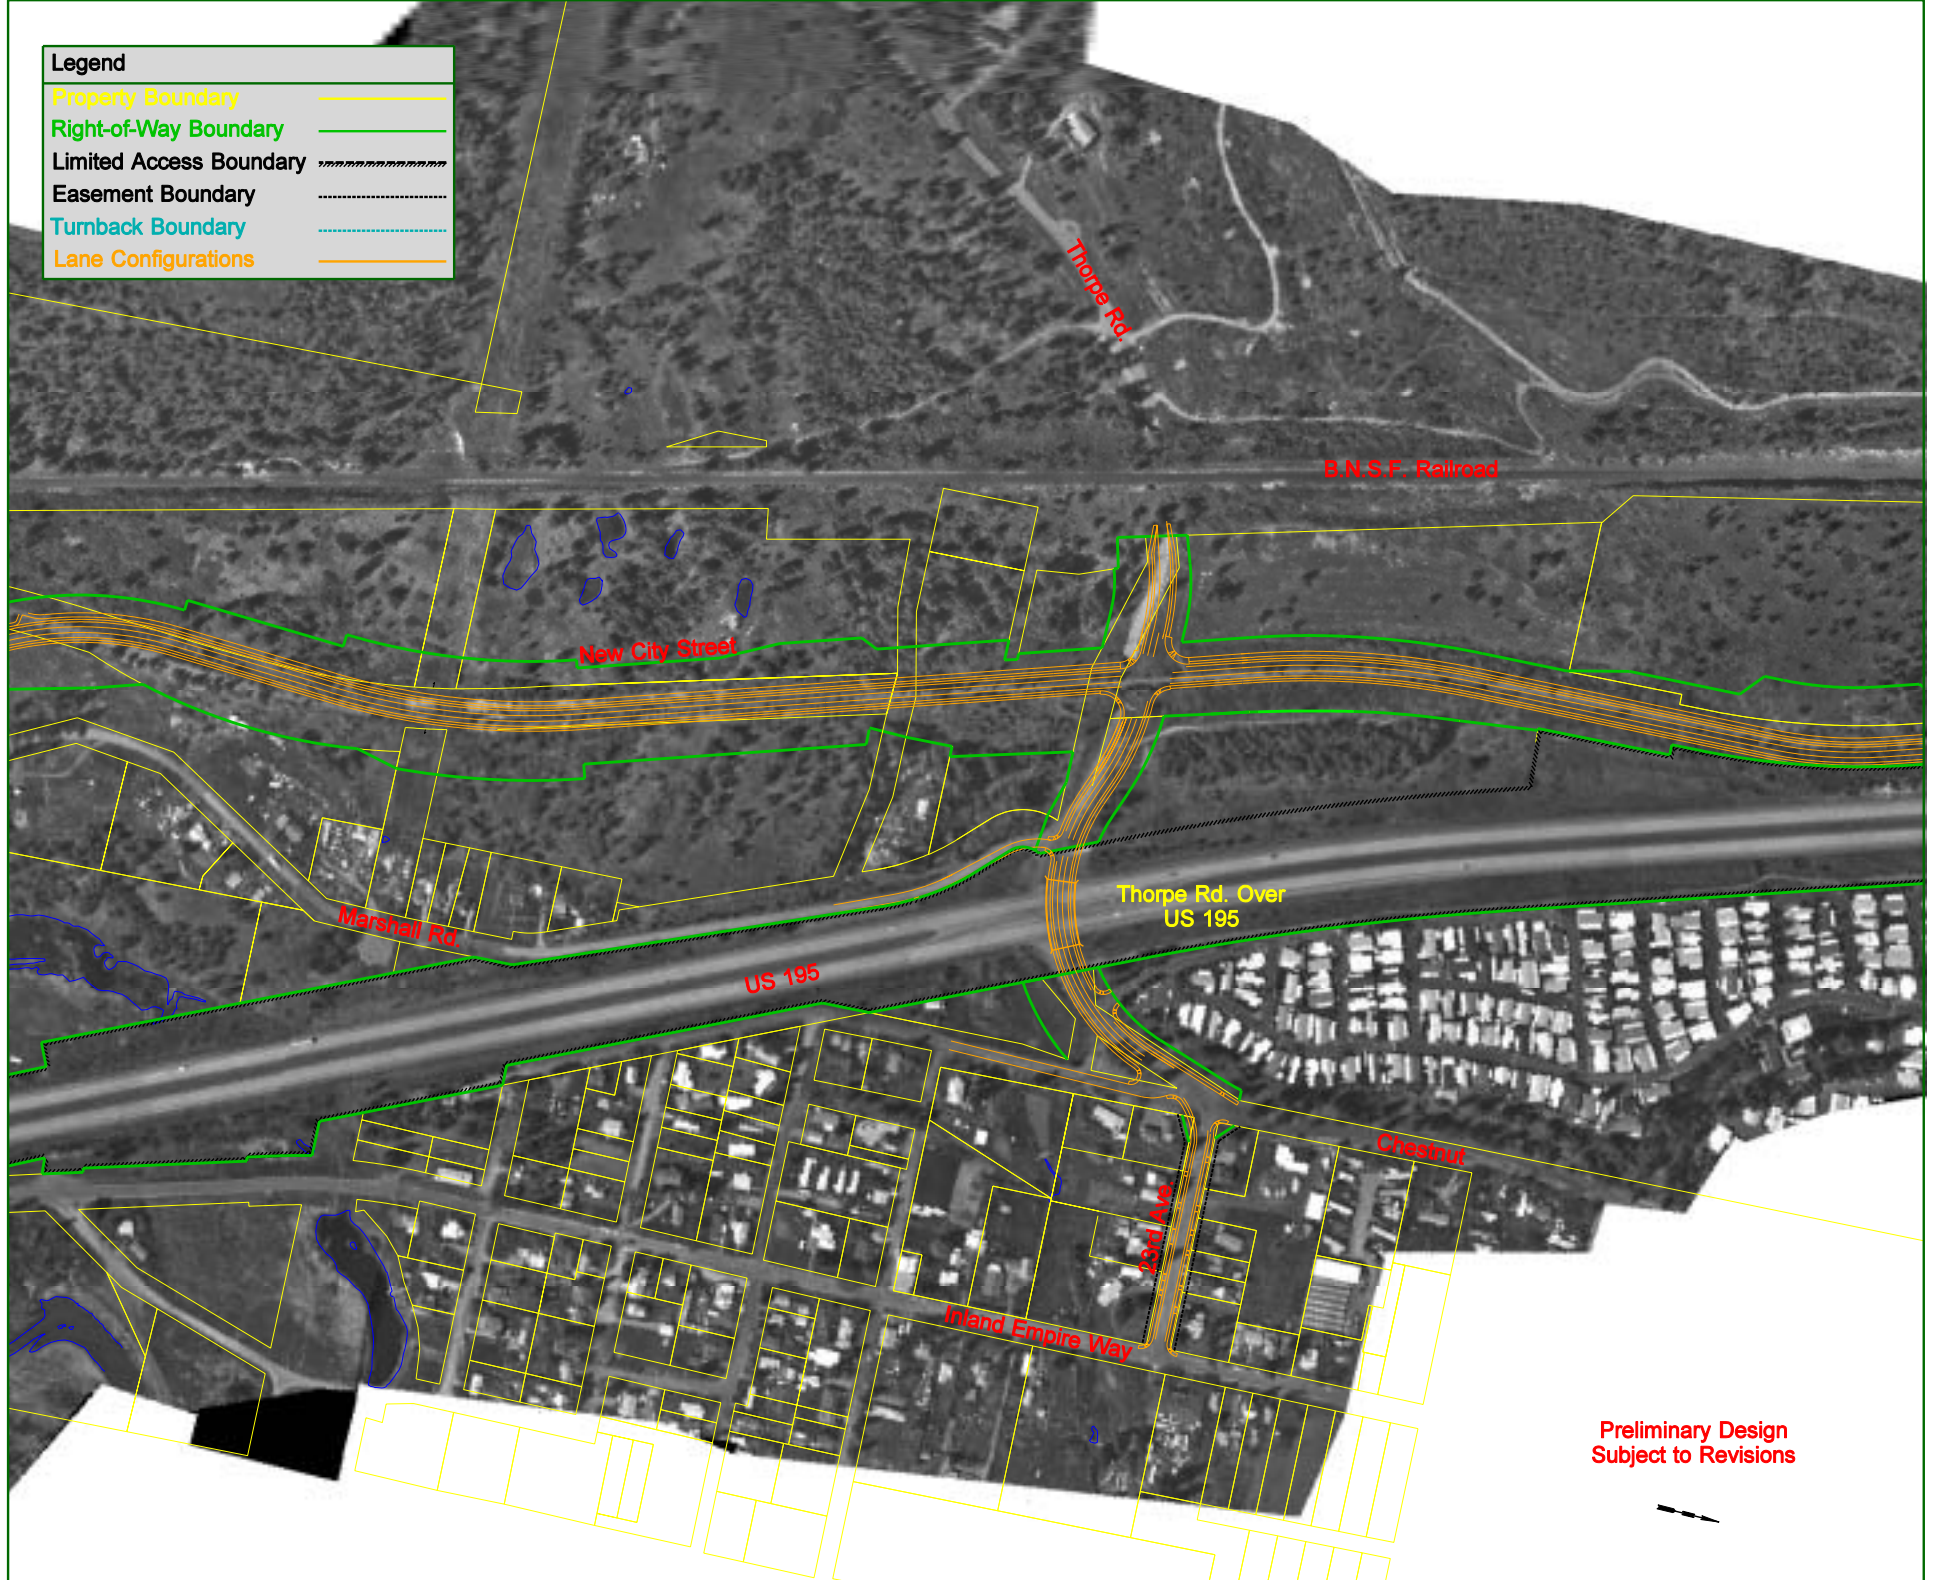 Legend
Property Boundary
Right-of-Way Boundary
Limited Access Boundary
Easement Boundary
Turnback Boundary
Lane Configurations
Thorpe Rd.
B.N.S.F. Railroad
New City Street
Thorpe Rd. Over
US 195
Marshall Rd.
US 195
Chestnut
23rd Ave.
Inland Empire Way
Preliminary Design
Subject to Revisions